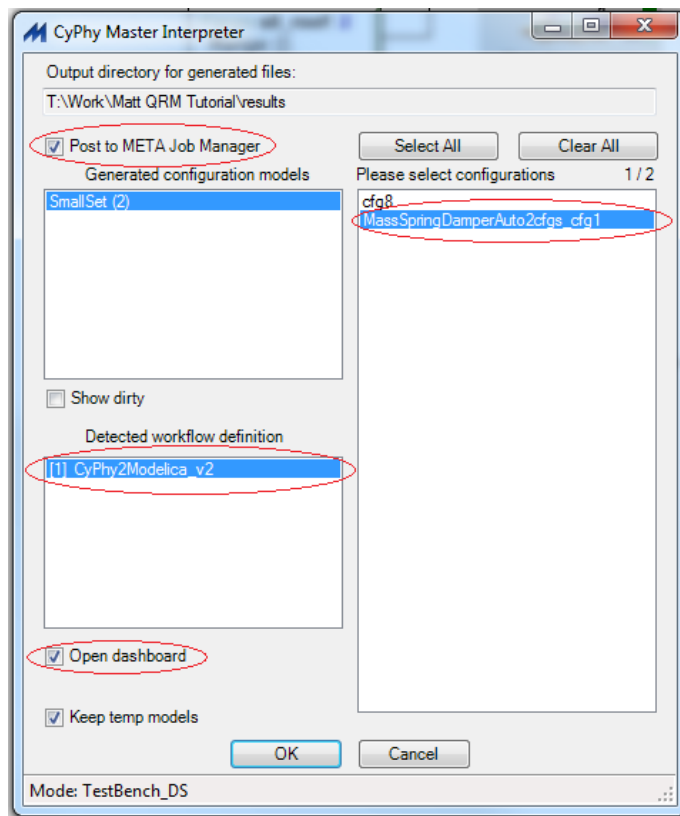 CyPhy Master Interpreter
Output directory for generated files:
T:\Work\Matt QRM Tutorial\results
Post to META Job Manager
Select All
Clear All
Generated configuration models
Please select configurations
1 / 2
SmallSet (2)
cfg8
MassSpringDamperAuto2cfgs_cfg1
Show dirty
Detected workflow definition
[1] CyPhy2Modelica_v2
Open dashboard
Keep temp models
OK
Cancel
Mode: TestBench_DS